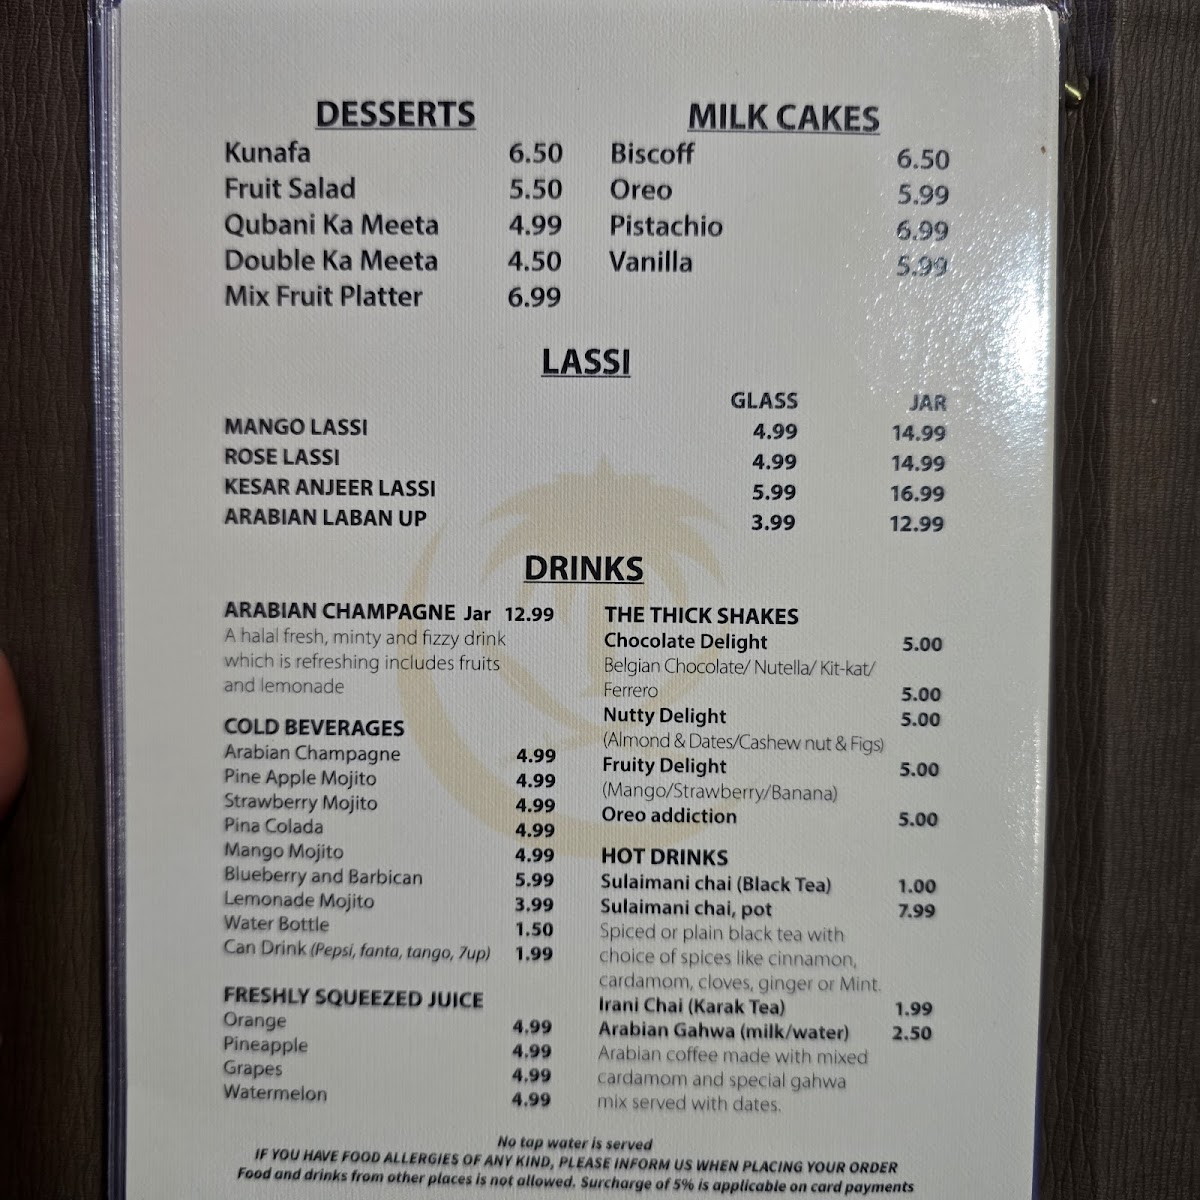 DESSERTS
Kunafa 6.50
Fruit Salad 5.50
Qubani Ka Meeta 4.99
Double Ka Meeta 4.50
Mix Fruit Platter 6.99
MILK CAKES
Biscoff 6.50
Oreo 5.99
Pistachio 6.99
Vanilla 5.99
LASSI
GLASS JAR
MANGO LASSI 4.99 14.99
ROSE LASSI 4.99 14.99
KESAR ANJEER LASSI 5.99 16.99
ARABIAN LABAN UP 3.99 12.99
DRINKS
ARABIAN CHAMPAGNE Jar 12.99
A halal fresh, minty and fizzy drink
which is refreshing includes fruits
and lemonade
COLD BEVERAGES
Arabian Champagne 4.99
Pine Apple Mojito 4.99
Strawberry Mojito 4.99
Pina Colada 4.99
Mango Mojito 4.99
Blueberry and Barbican 5.99
Lemonade Mojito 3.99
Water Bottle 1.50
Can Drink (Pepsi, fanta, tango, 7up) 1.99
FRESHLY SQUEEZED JUICE
Orange 4.99
Pineapple 4.99
Grapes 4.99
Watermelon 4.99
THE THICK SHAKES
Chocolate Delight 5.00
Belgian Chocolate/ Nutella/ Kit-kat/
Ferrero 5.00
Nutty Delight 5.00
(Almond & Dates/Cashew nut & Figs)
Fruity Delight 5.00
(Mango/Strawberry/Banana)
Oreo addiction 5.00
HOT DRINKS
Sulaimani chai (Black Tea) 1.00
Sulaimani chai, pot 7.99
Spiced or plain black tea with
choice of spices like cinnamon,
cardamom, cloves, ginger or Mint.
Irani Chai (Karak Tea) 1.99
Arabian Gahwa (milk/water) 2.50
Arabian coffee made with mixed
cardamom and special gahwa
mix served with dates.
No tap water is served
IF YOU HAVE FOOD ALLERGIES OF ANY KIND, PLEASE INFORM US WHEN PLACING YOUR ORDER
Food and drinks from other places is not allowed. Surcharge of 5% is applicable on card payments